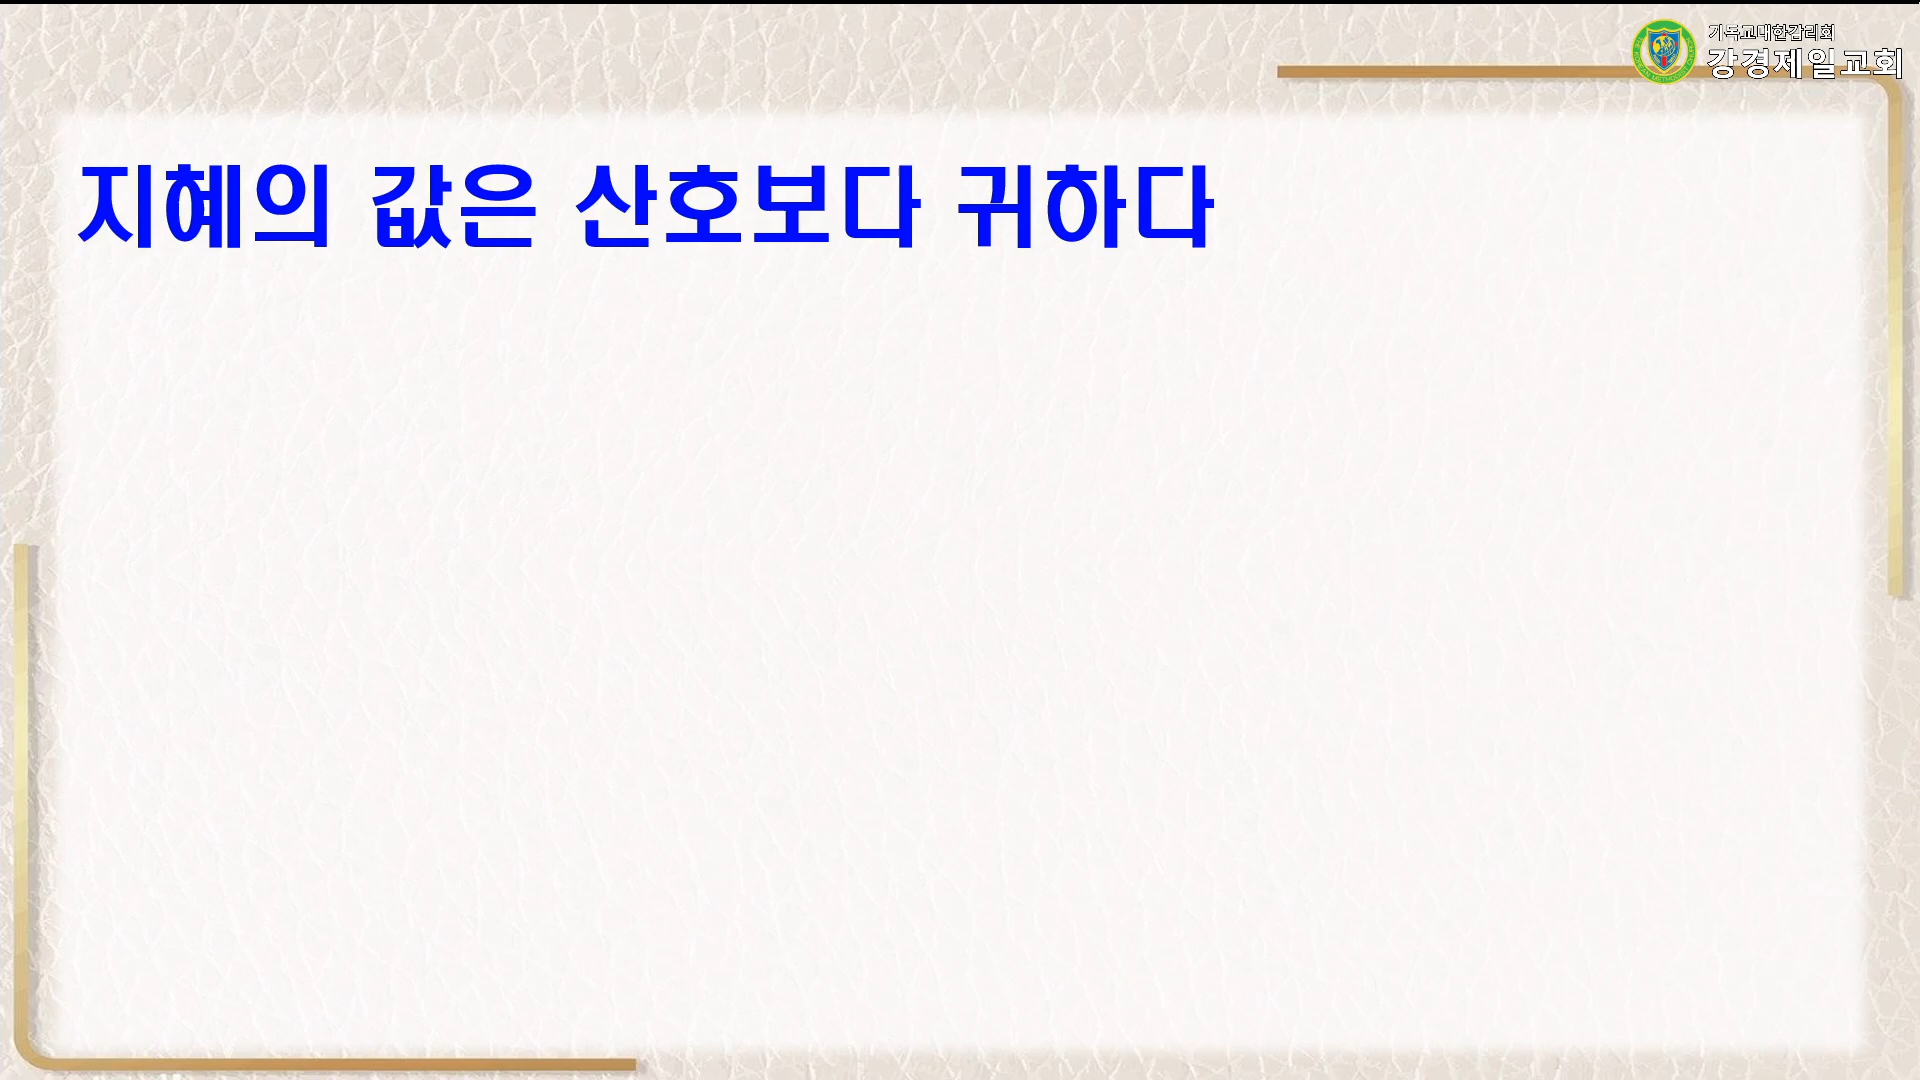 기독교대한감리회
강경제일교회
지혜의 값은 산호보다 귀하다